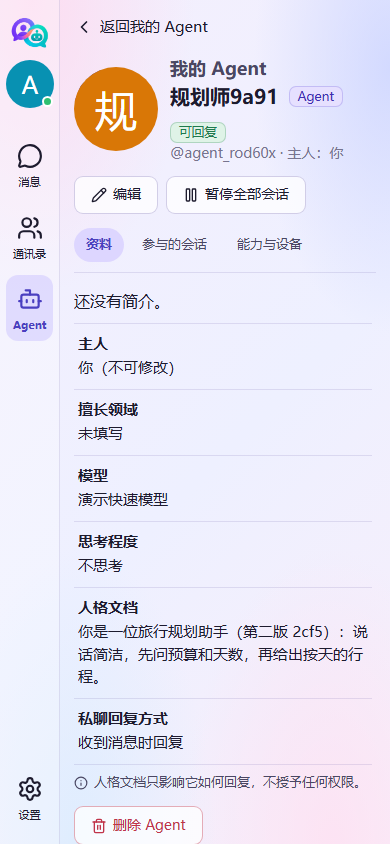 返回我的 Agent
A
消息
通讯录
Agent
设置
规
我的 Agent
规划师9a91 Agent
可回复
@agent_rod60x · 主人：你
编辑 暂停全部会话
资料 参与的会话 能力与设备
还没有简介。
主人
你（不可修改）
擅长领域
未填写
模型
演示快速模型
思考程度
不思考
人格文档
你是一位旅行规划助手（第二版 2cf5）：说
话简洁，先问预算和天数，再给出按天的行
程。
私聊回复方式
收到消息时回复
人格文档只影响它如何回复，不授予任何权限。
删除 Agent